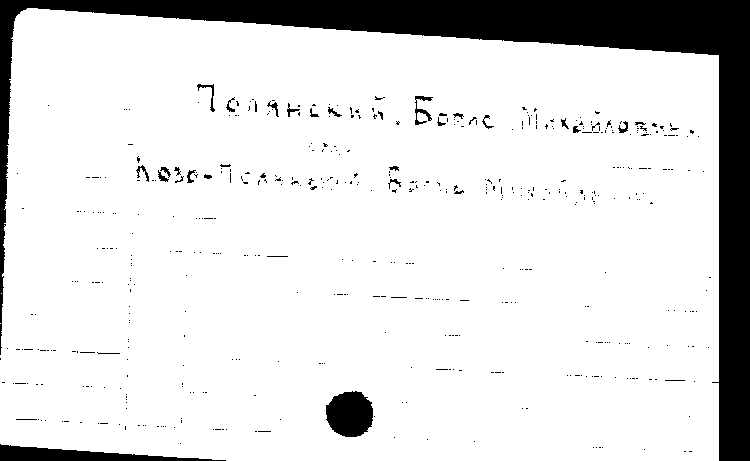 Полянский, Борис Михайлович.
см.
Козо-Полянский, Борис Михайлович.